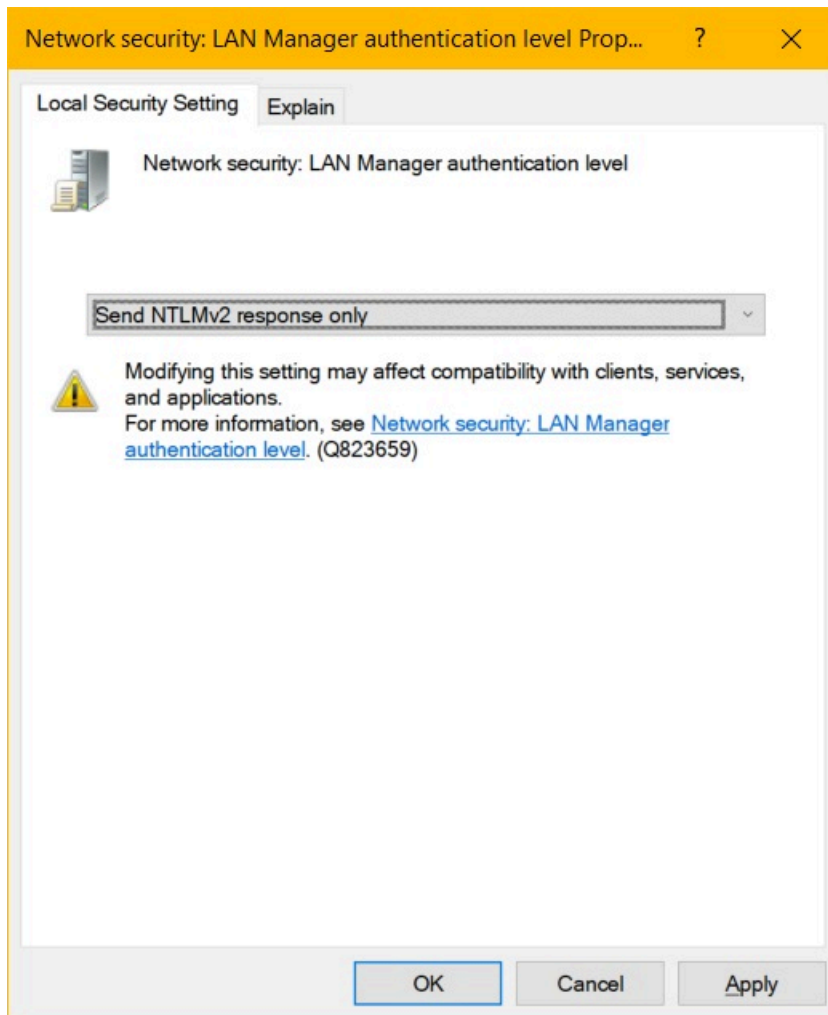 Network security: LAN Manager authentication level Prop...
?
Local Security Setting
Explain
Network security: LAN Manager authentication level
Send NTLMv2 response only
Modifying this setting may affect compatibility with clients, services,
and applications.
For more information, see Network security: LAN Manager
authentication level. (Q823659)
OK
Cancel
Apply